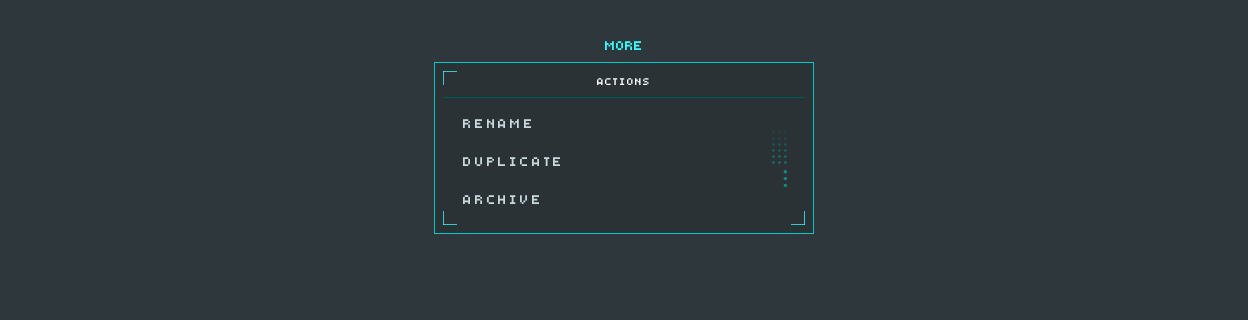 MORE
ACTIONS
RENAME
DUPLICATE
ARCHIVE